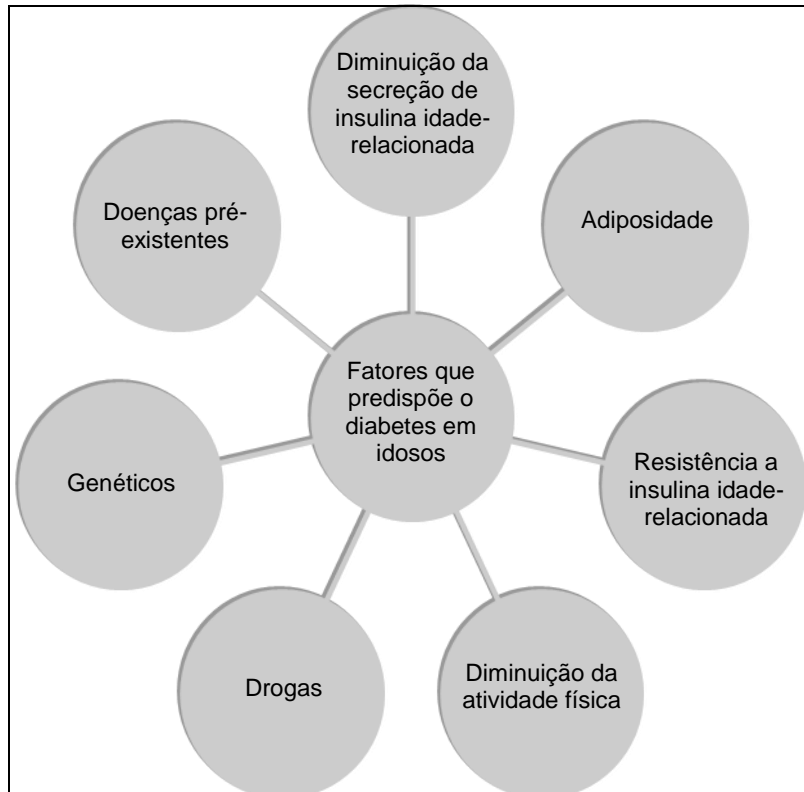 Diminuição da
secreção de
insulina idade-
relacionada
Adiposidade
Resistência a
insulina idade-
relacionada
Diminuição da
atividade física
Drogas
Genéticos
Doenças pré-
existentes
Fatores que
predispõe o
diabetes em
idosos